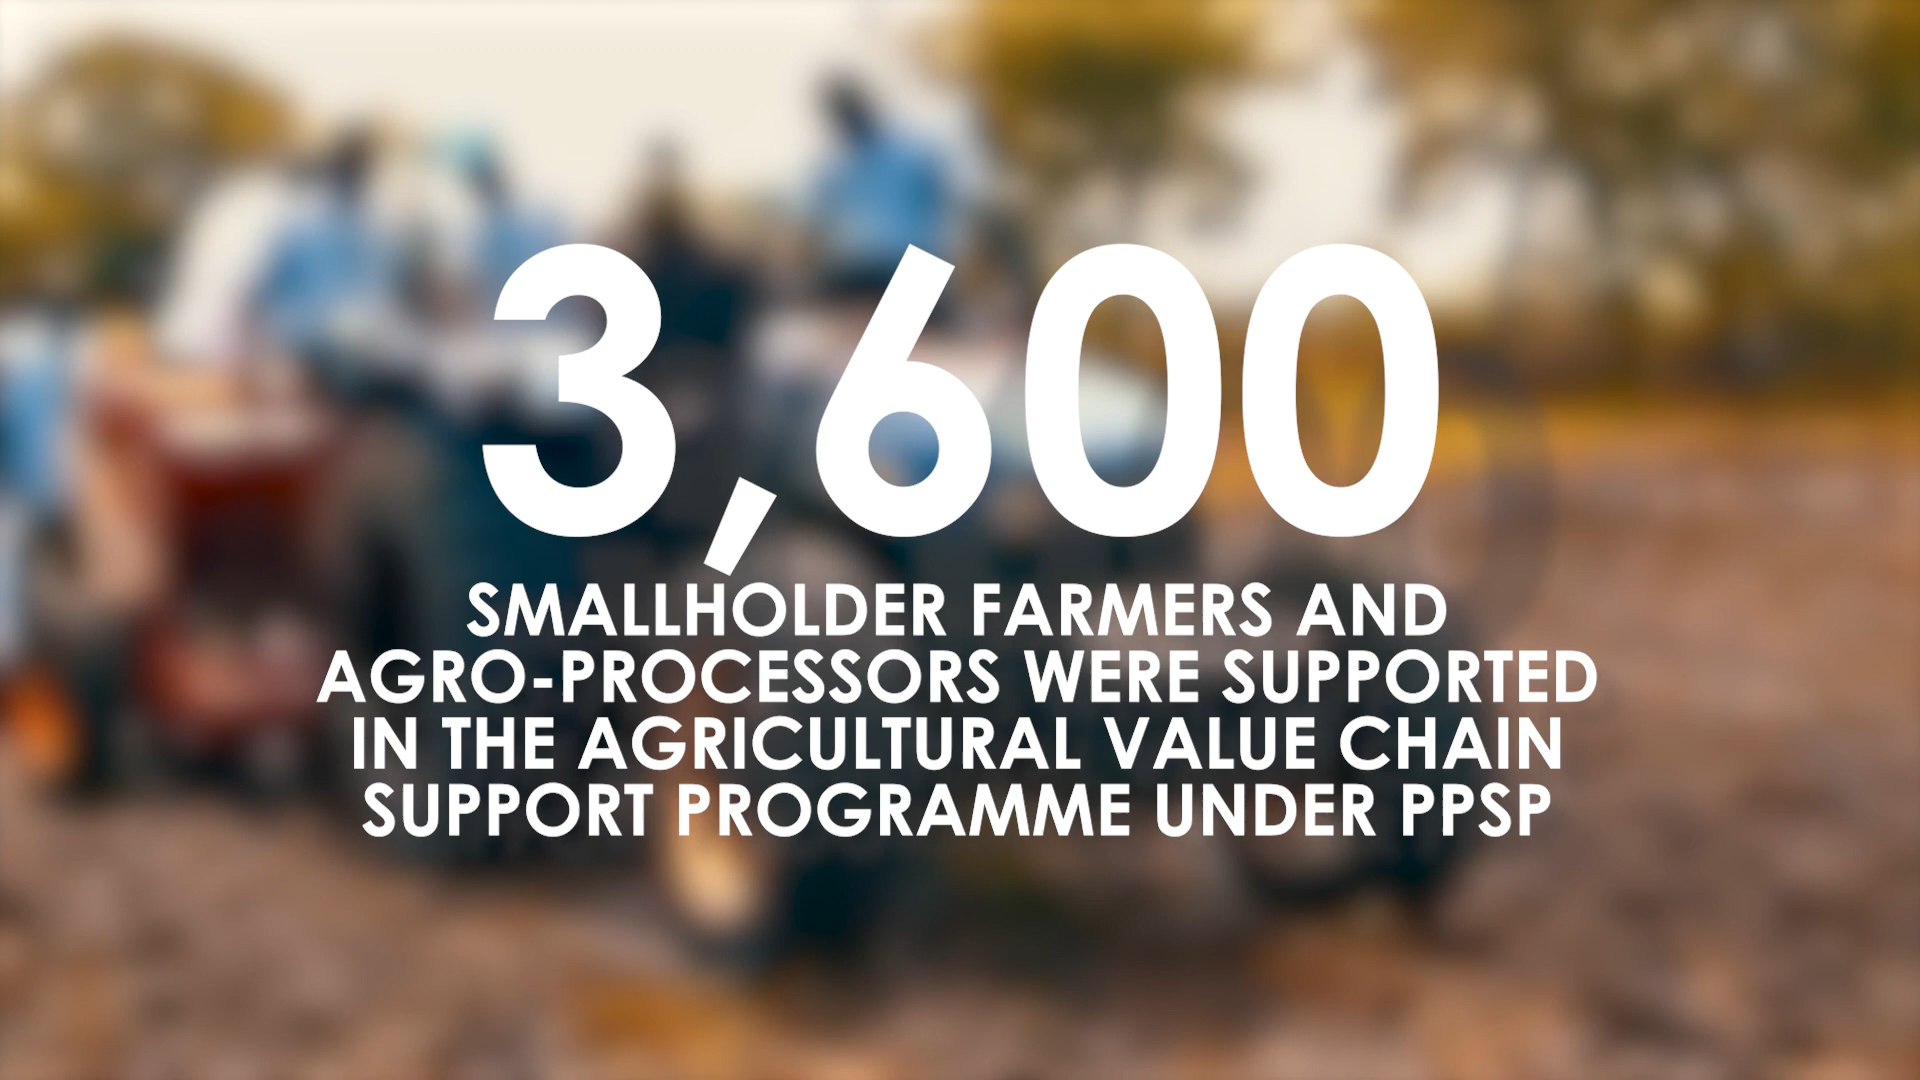 3,600
SMALLHOLDER FARMERS AND
AGRO-PROCESSORS WERE SUPPORTED
IN THE AGRICULTURAL VALUE CHAIN
SUPPORT PROGRAMME UNDER PPSP